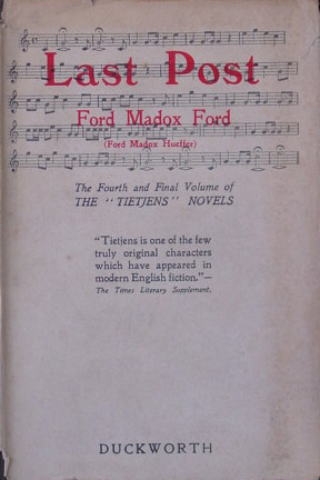 Last Post
Ford Madox Ford
(Ford Madox Hueffer)
The Fourth and Final Volume of
THE "TIETJENS" NOVELS
"Tietjens is one of the few
truly original characters
which have appeared in
modern English fiction."—
The Times Literary Supplement.
DUCKWORTH